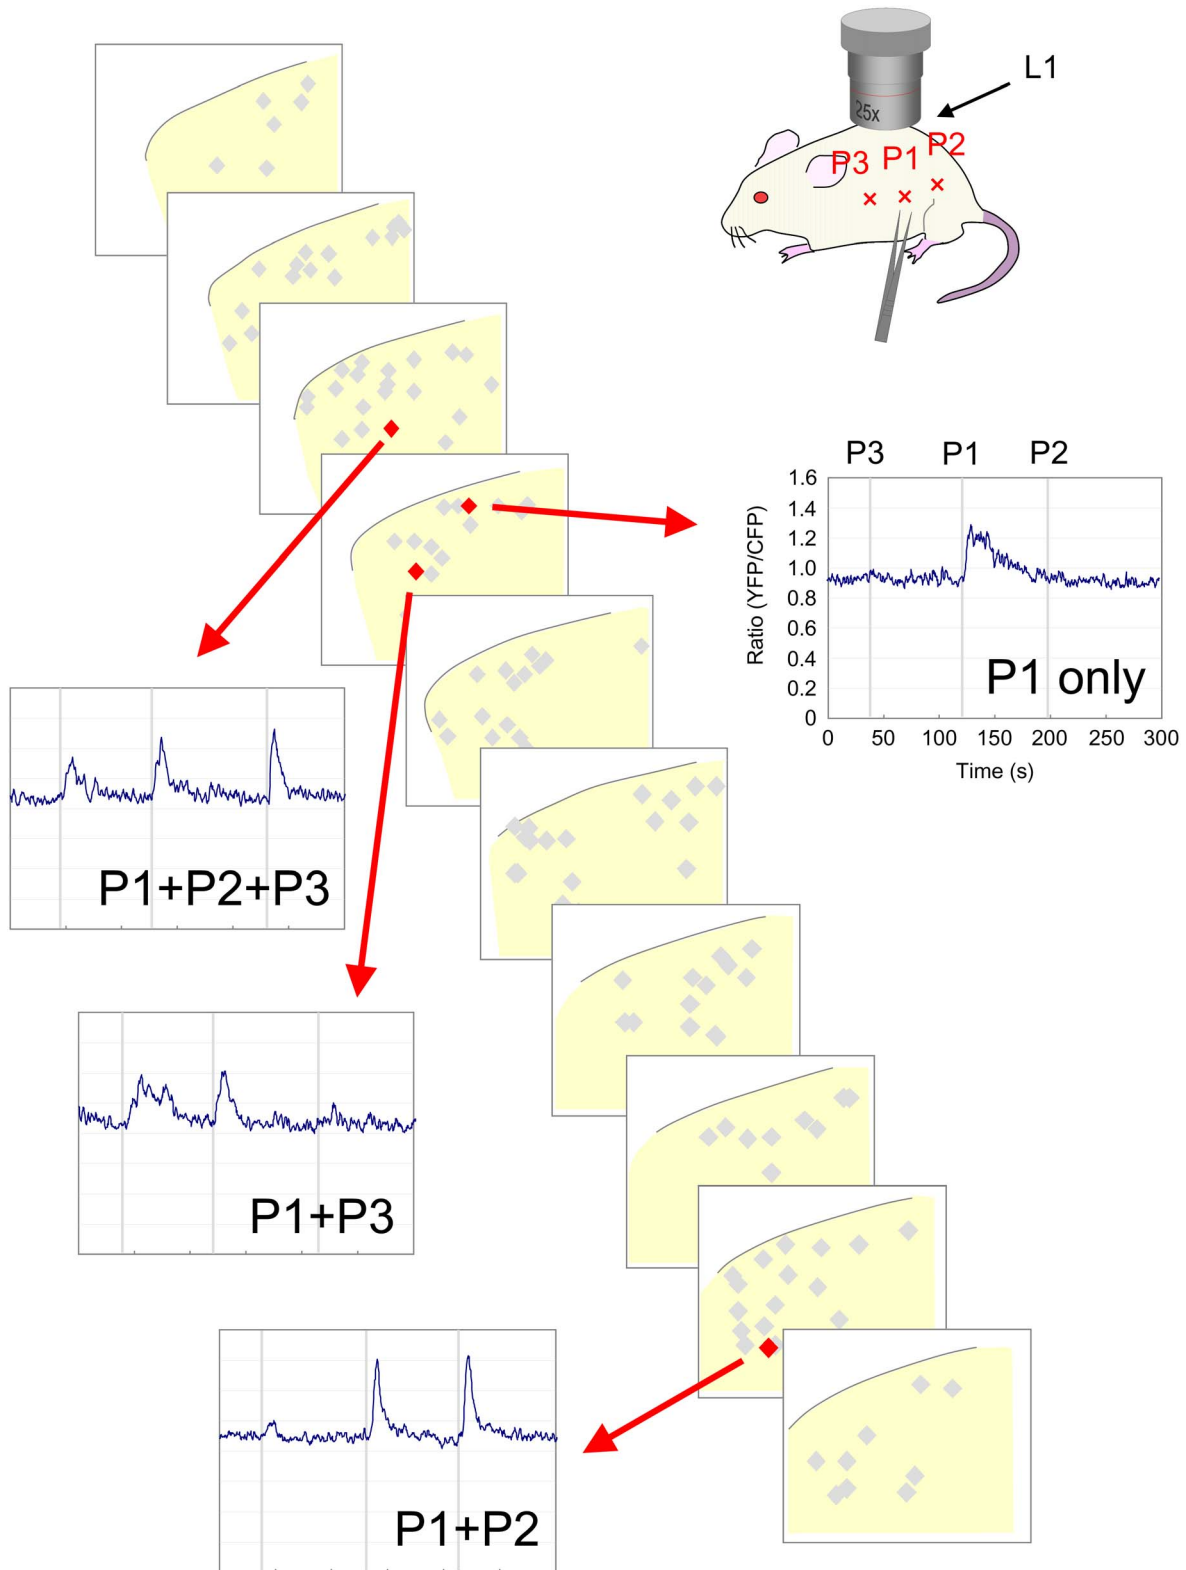 L1
25x
P3 P1 P2
P3 P1 P2
Ratio (YFP/CFP)
1.6
1.4
1.2
1.0
0.8
0.6
0.4
0.2
0
P1 only
0 50 100 150 200 250 300
Time (s)
P1+P2+P3
P1+P3
P1+P2